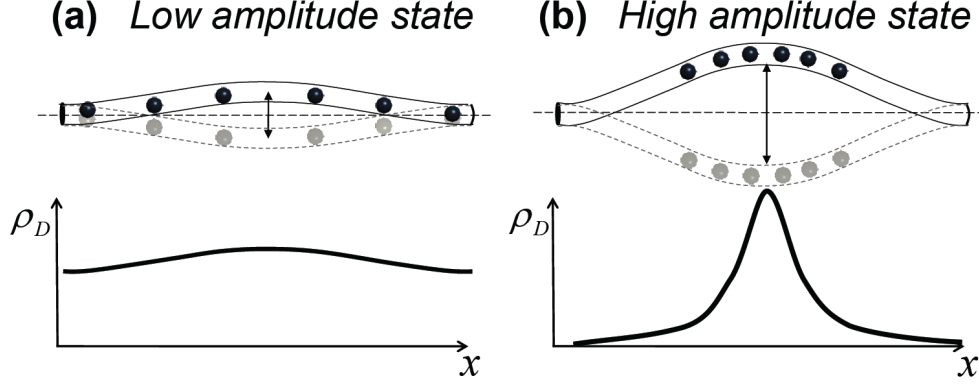 (a) Low amplitude state
(b) High amplitude state
ρD
x
ρD
x